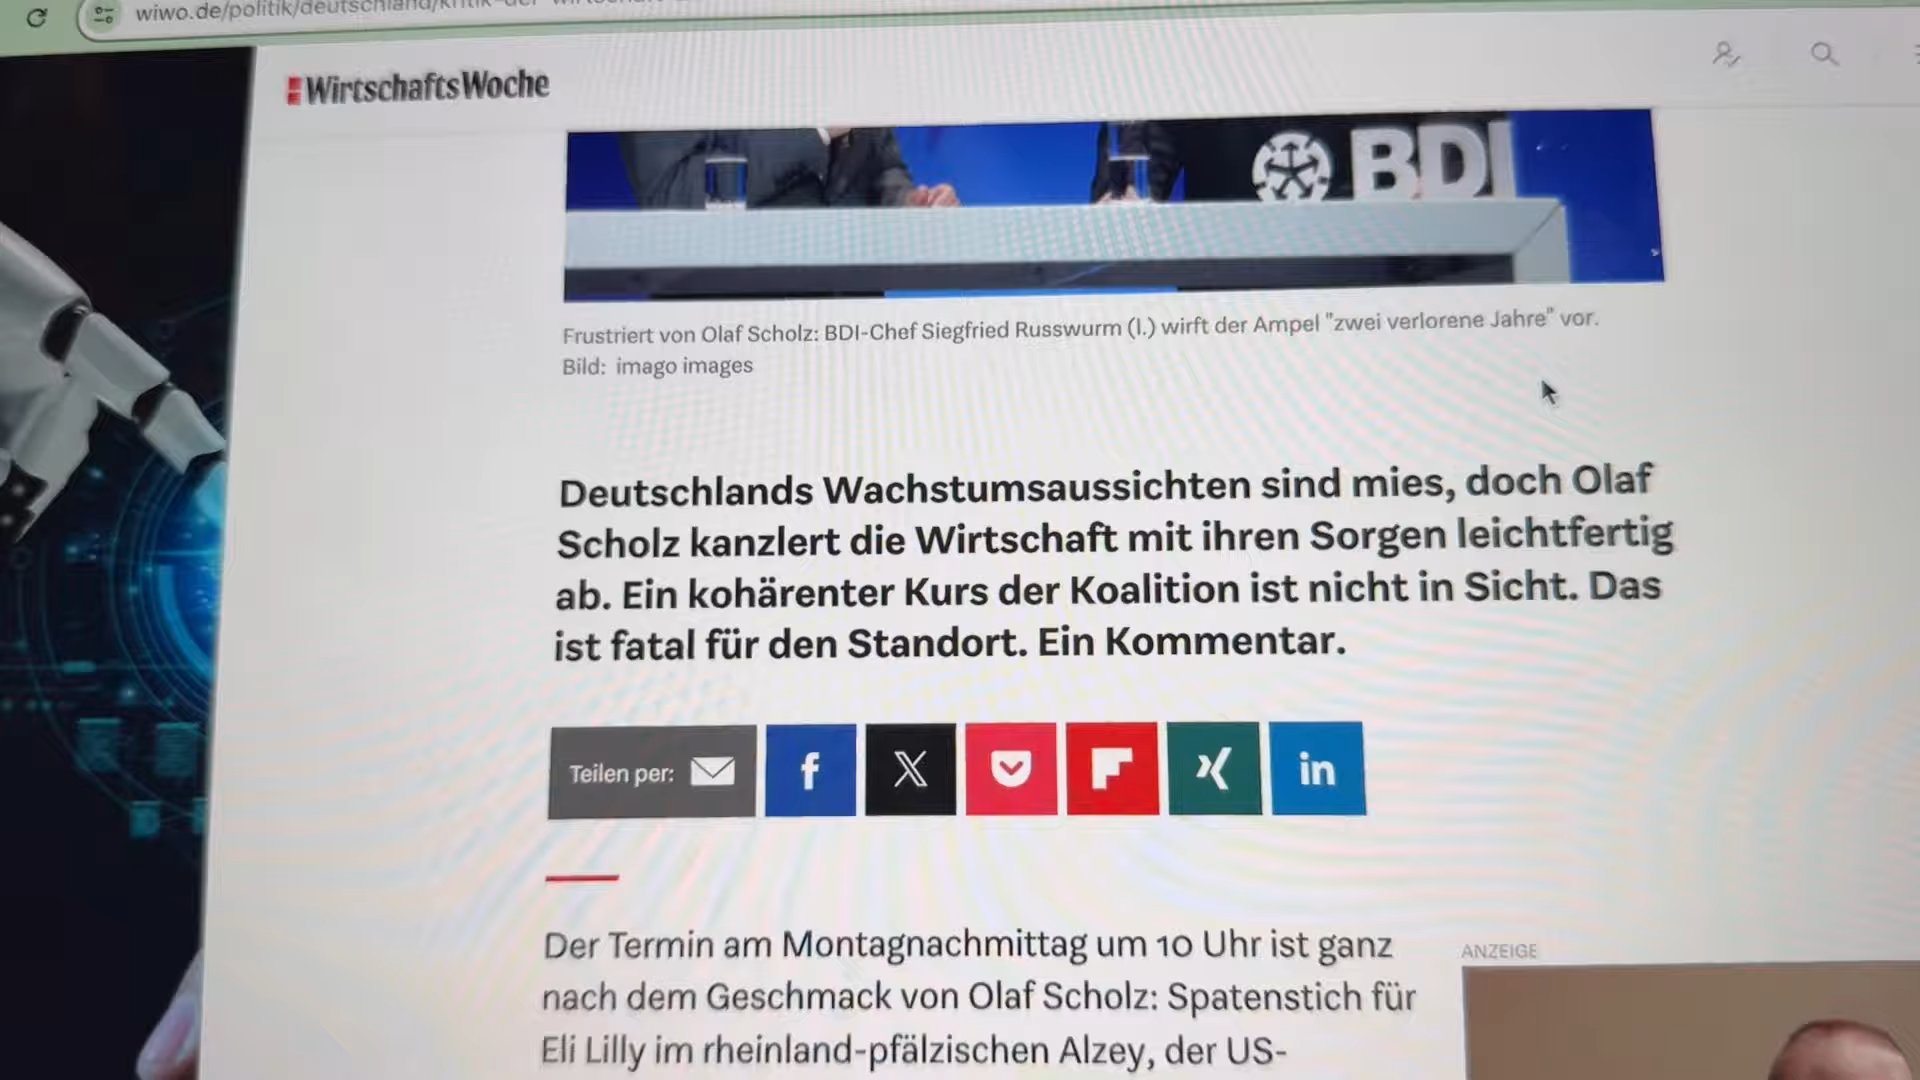 wiwo.de/politik/deutschland/kritik-der-wirtschaft-
WirtschaftsWoche
BDI
Frustriert von Olaf Scholz: BDI-Chef Siegfried Russwurm (l.) wirft der Ampel "zwei verlorene Jahre" vor.
Bild: imago images
Deutschlands Wachstumsaussichten sind mies, doch Olaf
Scholz kanzlert die Wirtschaft mit ihren Sorgen leichtfertig
ab. Ein kohärenter Kurs der Koalition ist nicht in Sicht. Das
ist fatal für den Standort. Ein Kommentar.
Teilen per:
f
X
in
Der Termin am Montagnachmittag um 10 Uhr ist ganz
nach dem Geschmack von Olaf Scholz: Spatenstich für
Eli Lilly im rheinland-pfälzischen Alzey, der US-
ANZEIGE